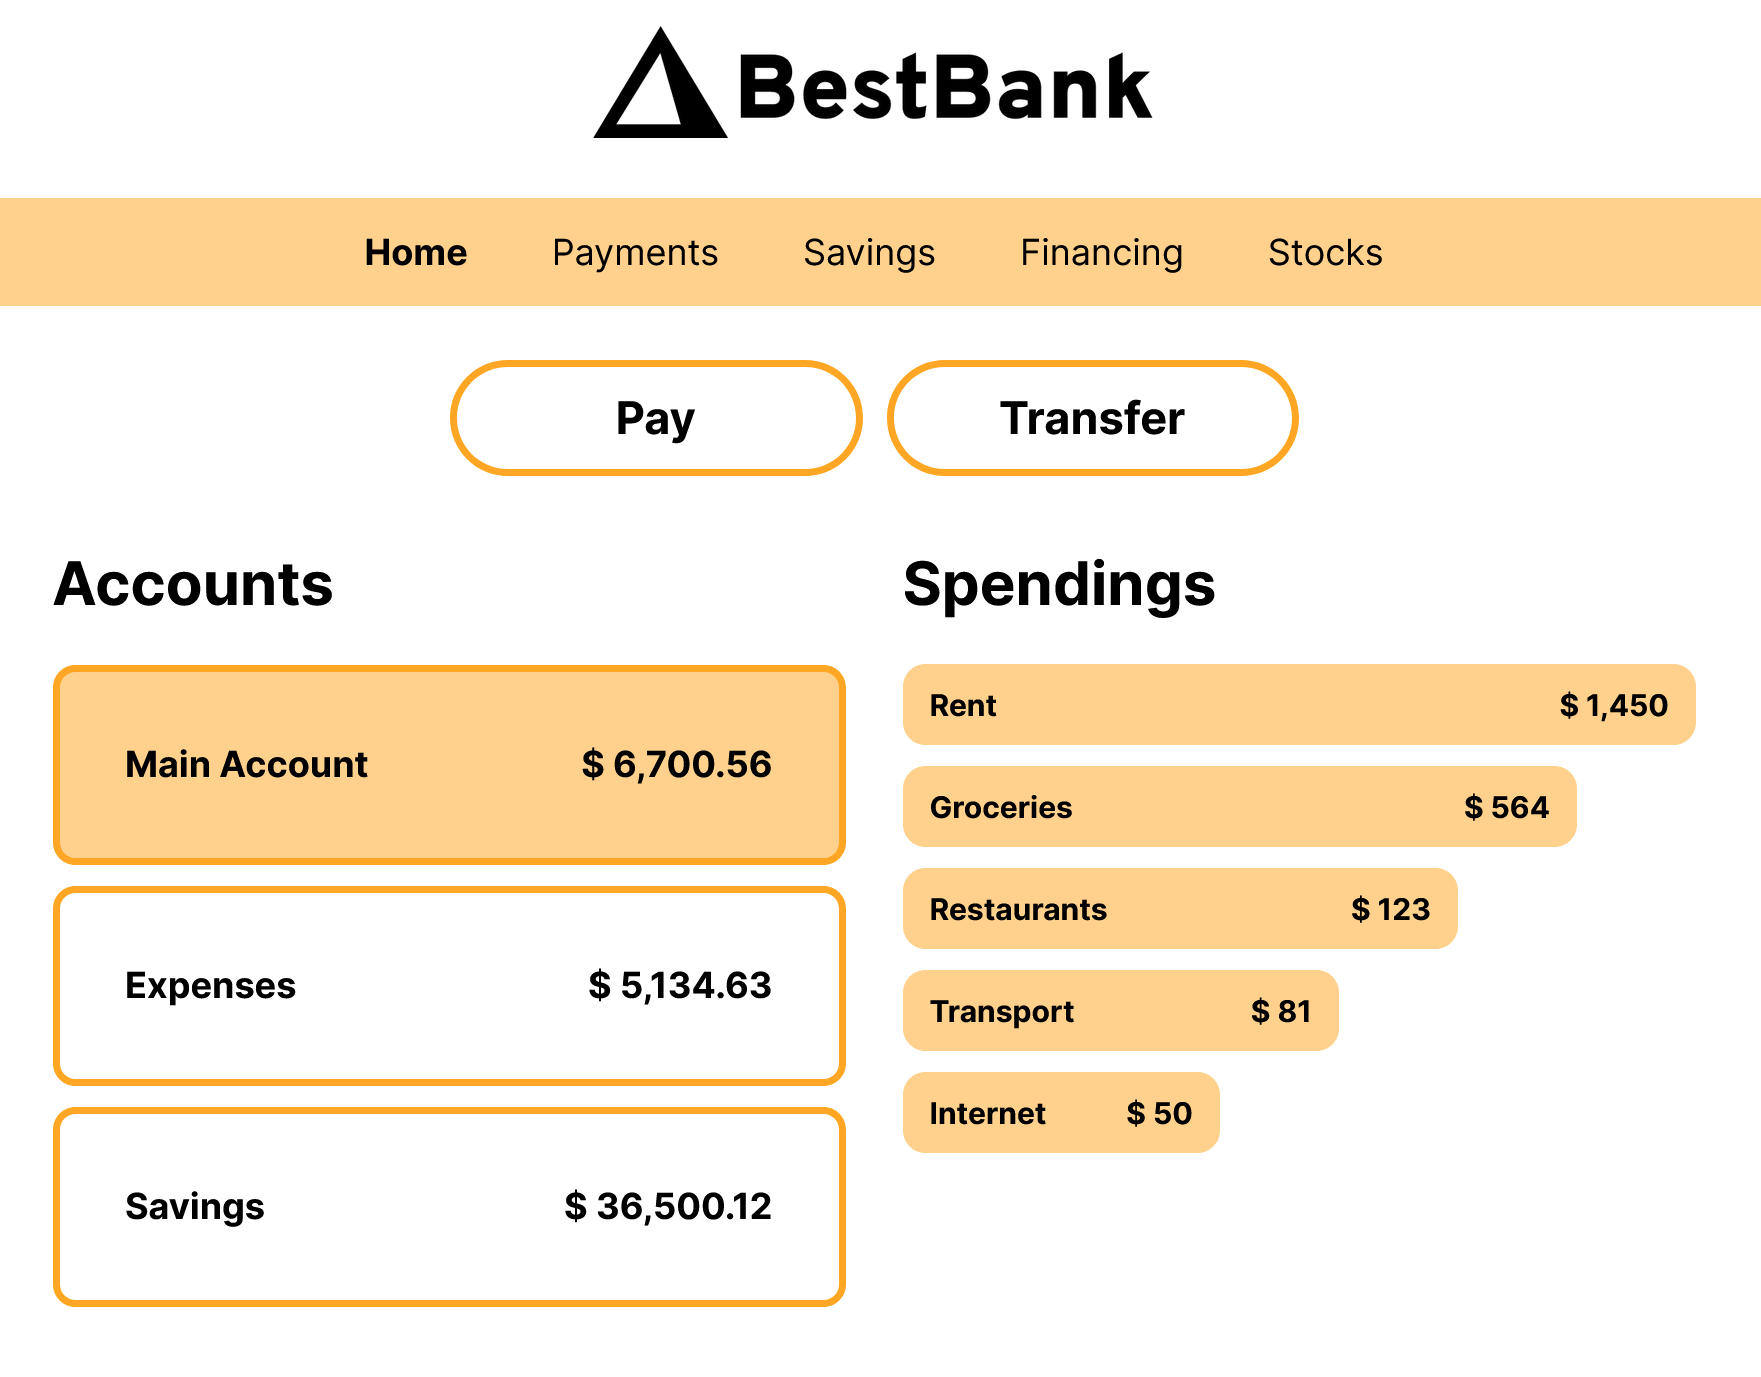 BestBank
Home Payments Savings Financing Stocks
Pay Transfer
Accounts
Main Account $ 6,700.56
Expenses $ 5,134.63
Savings $ 36,500.12
Spendings
Rent $ 1,450
Groceries $ 564
Restaurants $ 123
Transport $ 81
Internet $ 50